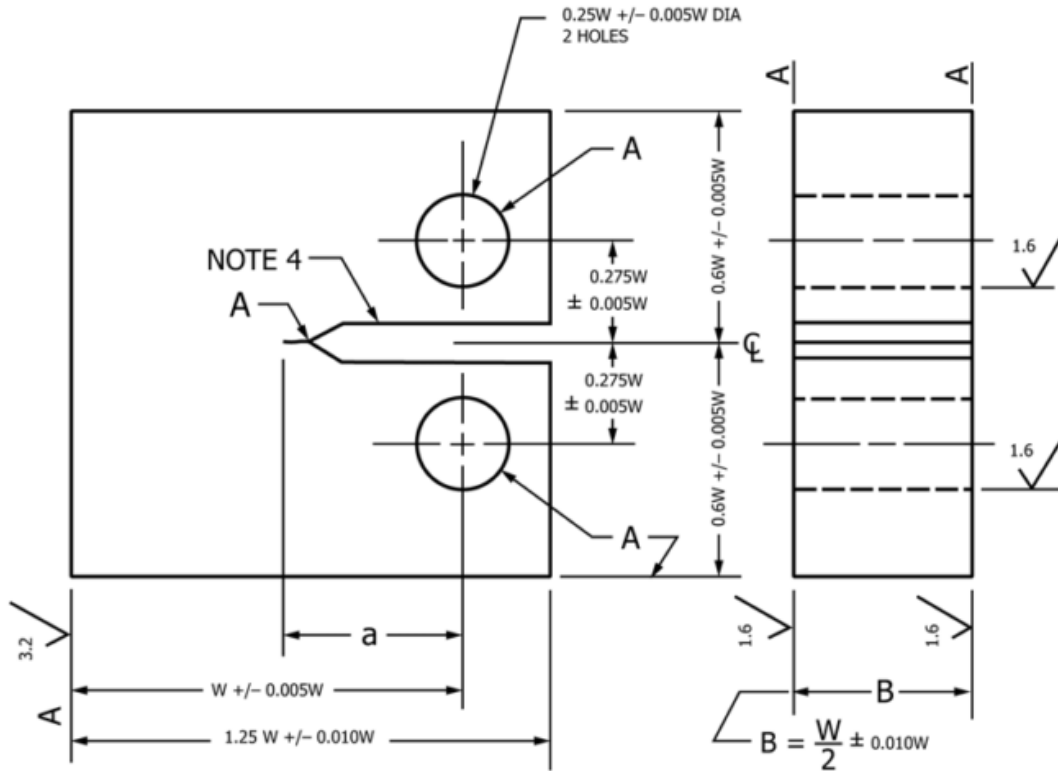 0.25W +/- 0.005W DIA
2 HOLES
A
A
A
NOTE 4
A
0.275W
± 0.005W
0.6W +/- 0.005W
1.6
℄
0.275W
± 0.005W
0.6W +/- 0.005W
1.6
A
3.2
a
1.6
1.6
W +/- 0.005W
B
A
1.25 W +/- 0.010W
B = W/2 ± 0.010W